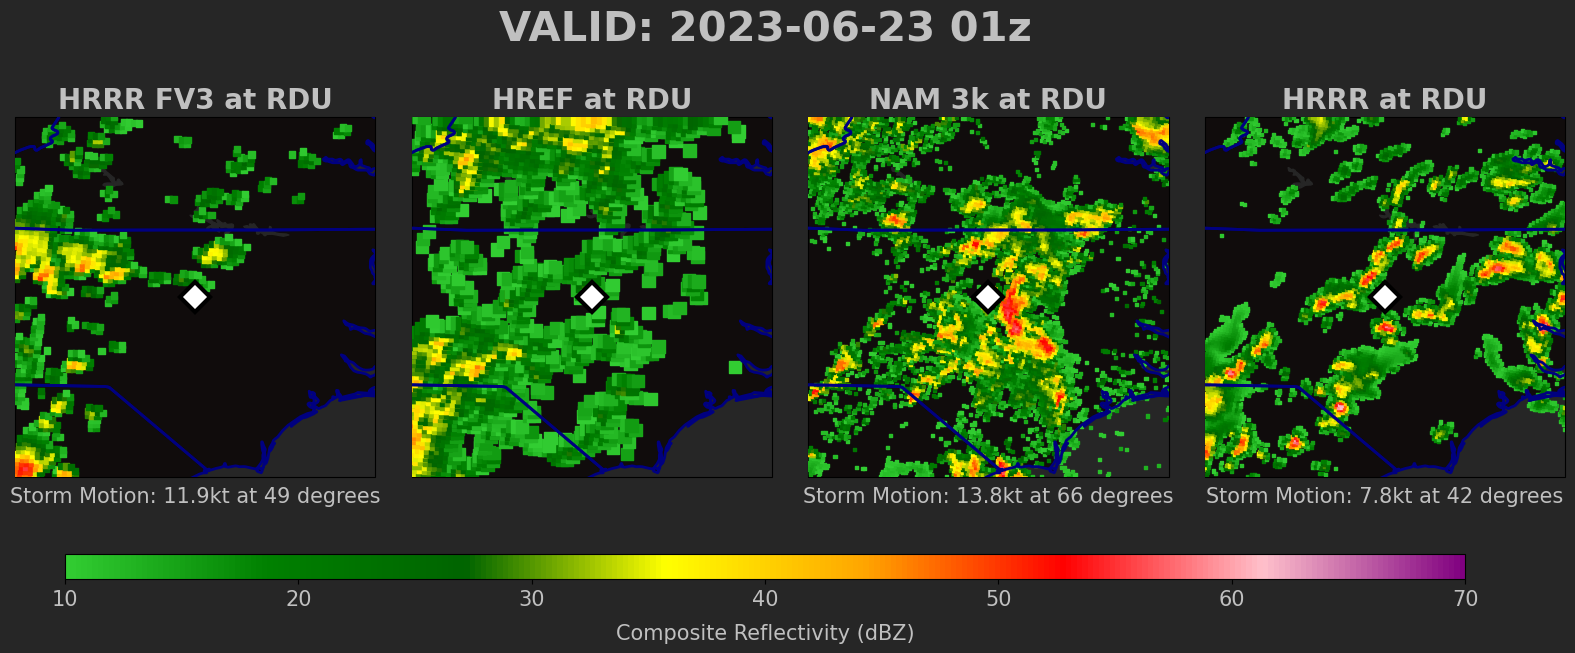 VALID: 2023-06-23 01z
HRRR FV3 at RDU
HREF at RDU
NAM 3k at RDU
HRRR at RDU
Storm Motion: 11.9kt at 49 degrees
Storm Motion: 13.8kt at 66 degrees
Storm Motion: 7.8kt at 42 degrees
10 20 30 40 50 60 70
Composite Reflectivity (dBZ)